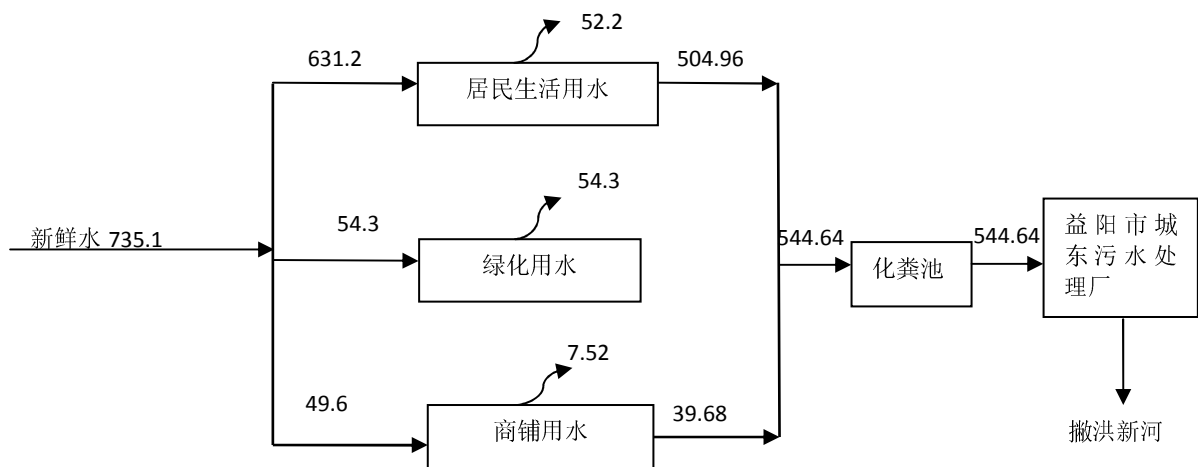 52.2
631.2
居民生活用水
504.96
54.3
新鲜水 735.1
54.3
绿化用水
544.64
化粪池
544.64
益阳市城
东污水处
理厂
7.52
49.6
商铺用水
39.68
撇洪新河